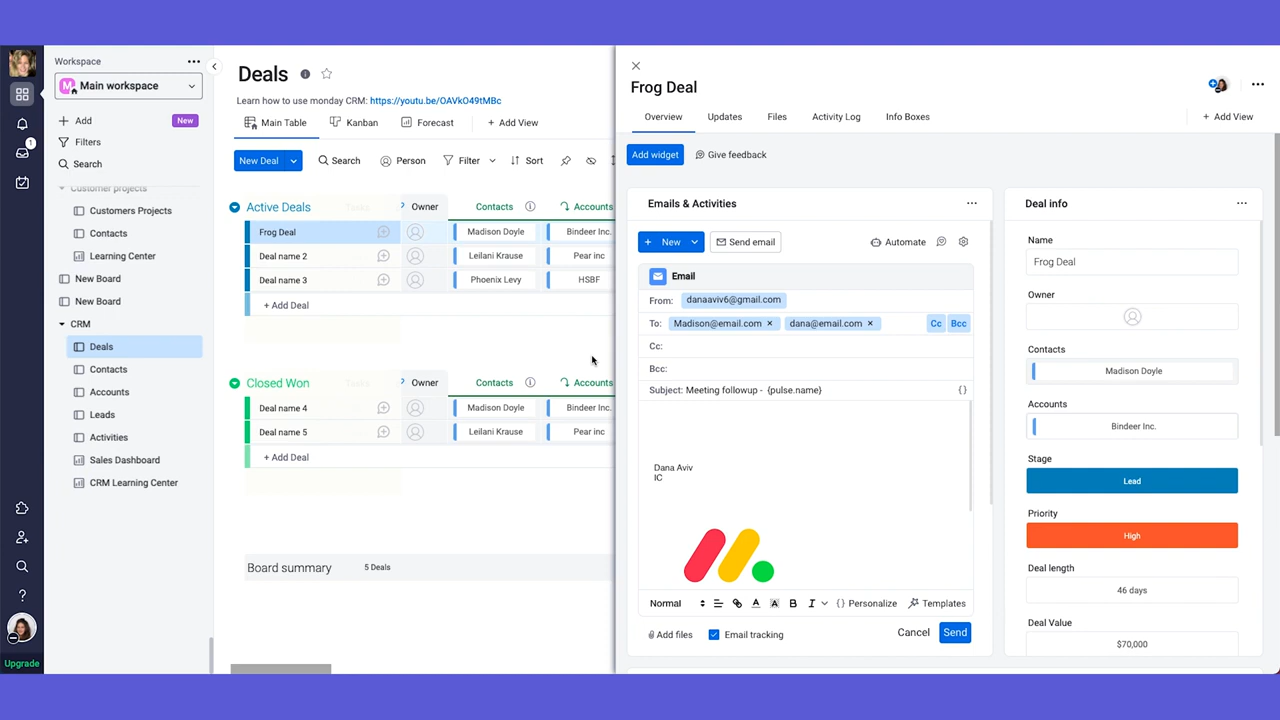 Workspace
M
Main workspace
Add
New
Filters
Search
Customer projects
Customers Projects
Contacts
Learning Center
New Board
New Board
CRM
Deals
Contacts
Accounts
Leads
Activities
Sales Dashboard
CRM Learning Center
1
Upgrade
Deals
Learn how to use monday CRM: https://youtu.be/OAVkO49tMBc
Main Table Kanban Forecast + Add View
New Deal Search Person Filter Sort
Active Deals Owner Contacts Accounts
Frog Deal Madison Doyle Bindeer Inc.
Deal name 2 Leilani Krause Pear inc
Deal name 3 Phoenix Levy HSBF
+ Add Deal
Closed Won Owner Contacts Accounts
Deal name 4 Madison Doyle Bindeer Inc.
Deal name 5 Leilani Krause Pear inc
+ Add Deal
Board summary 5 Deals
Frog Deal
Overview Updates Files Activity Log Info Boxes + Add View
Add widget Give feedback
Emails & Activities
+ New Send email Automate
Email
From: danaaviv6@gmail.com
To: Madison@email.com × dana@email.com × Cc Bcc
Cc:
Bcc:
Subject: Meeting followup - {pulse.name} {}
Dana Aviv
IC
Normal A A B I {} Personalize Templates
Add files Email tracking Cancel Send
Deal info
Name
Frog Deal
Owner
Contacts
Madison Doyle
Accounts
Bindeer Inc.
Stage
Lead
Priority
High
Deal length
46 days
Deal Value
$70,000